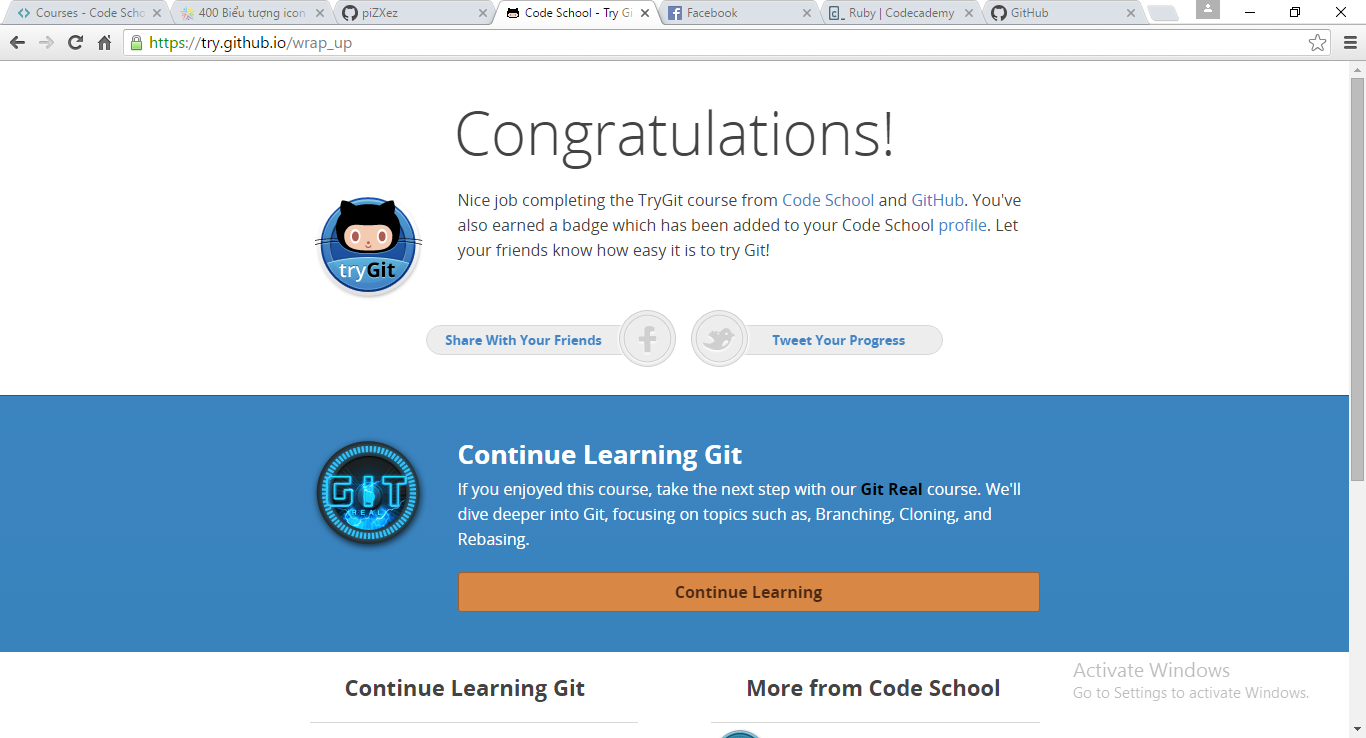 Courses - Code Scho
400 Biểu tượng icon
piZXez
Code School - Try Gi
Facebook
Ruby | Codecademy
GitHub
https://try.github.io/wrap_up
Congratulations!
Nice job completing the TryGit course from Code School and GitHub. You've
also earned a badge which has been added to your Code School profile. Let
your friends know how easy it is to try Git!
tryGit
Share With Your Friends
Tweet Your Progress
GIT
REAL
Continue Learning Git
If you enjoyed this course, take the next step with our Git Real course. We'll
dive deeper into Git, focusing on topics such as, Branching, Cloning, and
Rebasing.
Continue Learning
Continue Learning Git
More from Code School
Activate Windows
Go to Settings to activate Windows.